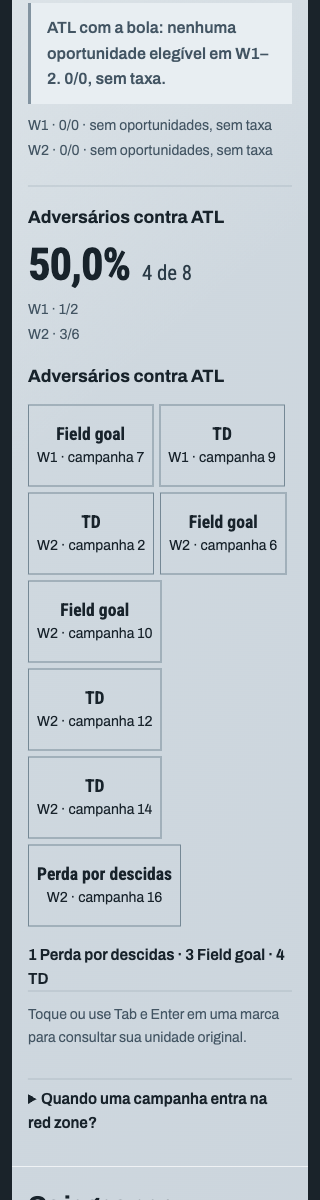 ATL com a bola: nenhuma
oportunidade elegível em W1–
2. 0/0, sem taxa.
W1 · 0/0 · sem oportunidades, sem taxa
W2 · 0/0 · sem oportunidades, sem taxa
Adversários contra ATL
50,0% 4 de 8
W1 · 1/2
W2 · 3/6
Adversários contra ATL
Field goal
W1 · campanha 7
TD
W1 · campanha 9
TD
W2 · campanha 2
Field goal
W2 · campanha 6
Field goal
W2 · campanha 10
TD
W2 · campanha 12
TD
W2 · campanha 14
Perda por descidas
W2 · campanha 16
1 Perda por descidas · 3 Field goal · 4
TD
Toque ou use Tab e Enter em uma marca
para consultar sua unidade original.
▶ Quando uma campanha entra na
red zone?